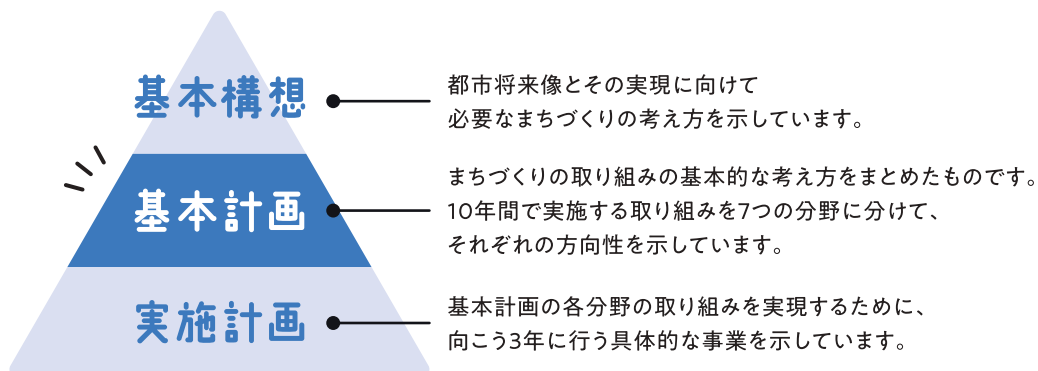 基本構想
都市将来像とその実現に向けて
必要なまちづくりの考え方を示しています。
基本計画
まちづくりの取り組みの基本的な考え方をまとめたものです。
10年間で実施する取り組みを7つの分野に分けて、
それぞれの方向性を示しています。
実施計画
基本計画の各分野の取り組みを実現するために、
向こう3年に行う具体的な事業を示しています。